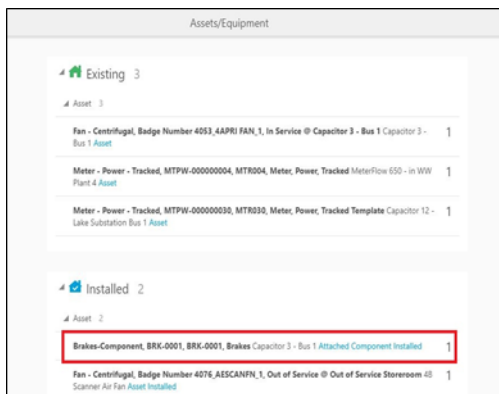 Assets/Equipment
Existing 3
Asset 3
Fan - Centrifugal, Badge Number 4053_4APRI FAN_1, In Service @ Capacitor 3 - Bus 1 Capacitor 3 - 1
Bus 1 Asset
Meter - Power - Tracked, MTPW-000000004, MTR004, Meter, Power, Tracked MeterFlow 650 - in WW 1
Plant 4 Asset
Meter - Power - Tracked, MTPW-000000030, MTR030, Meter, Power, Tracked Template Capacitor 12 - 1
Lake Substation Bus 1 Asset
Installed 2
Asset 2
Brakes-Component, BRK-0001, BRK-0001, Brakes Capacitor 3 - Bus 1 Attached Component Installed 1
Fan - Centrifugal, Badge Number 4076_AESCANFN_1, Out of Service @ Out of Service Storeroom 48 1
Scanner Air Fan Asset Installed